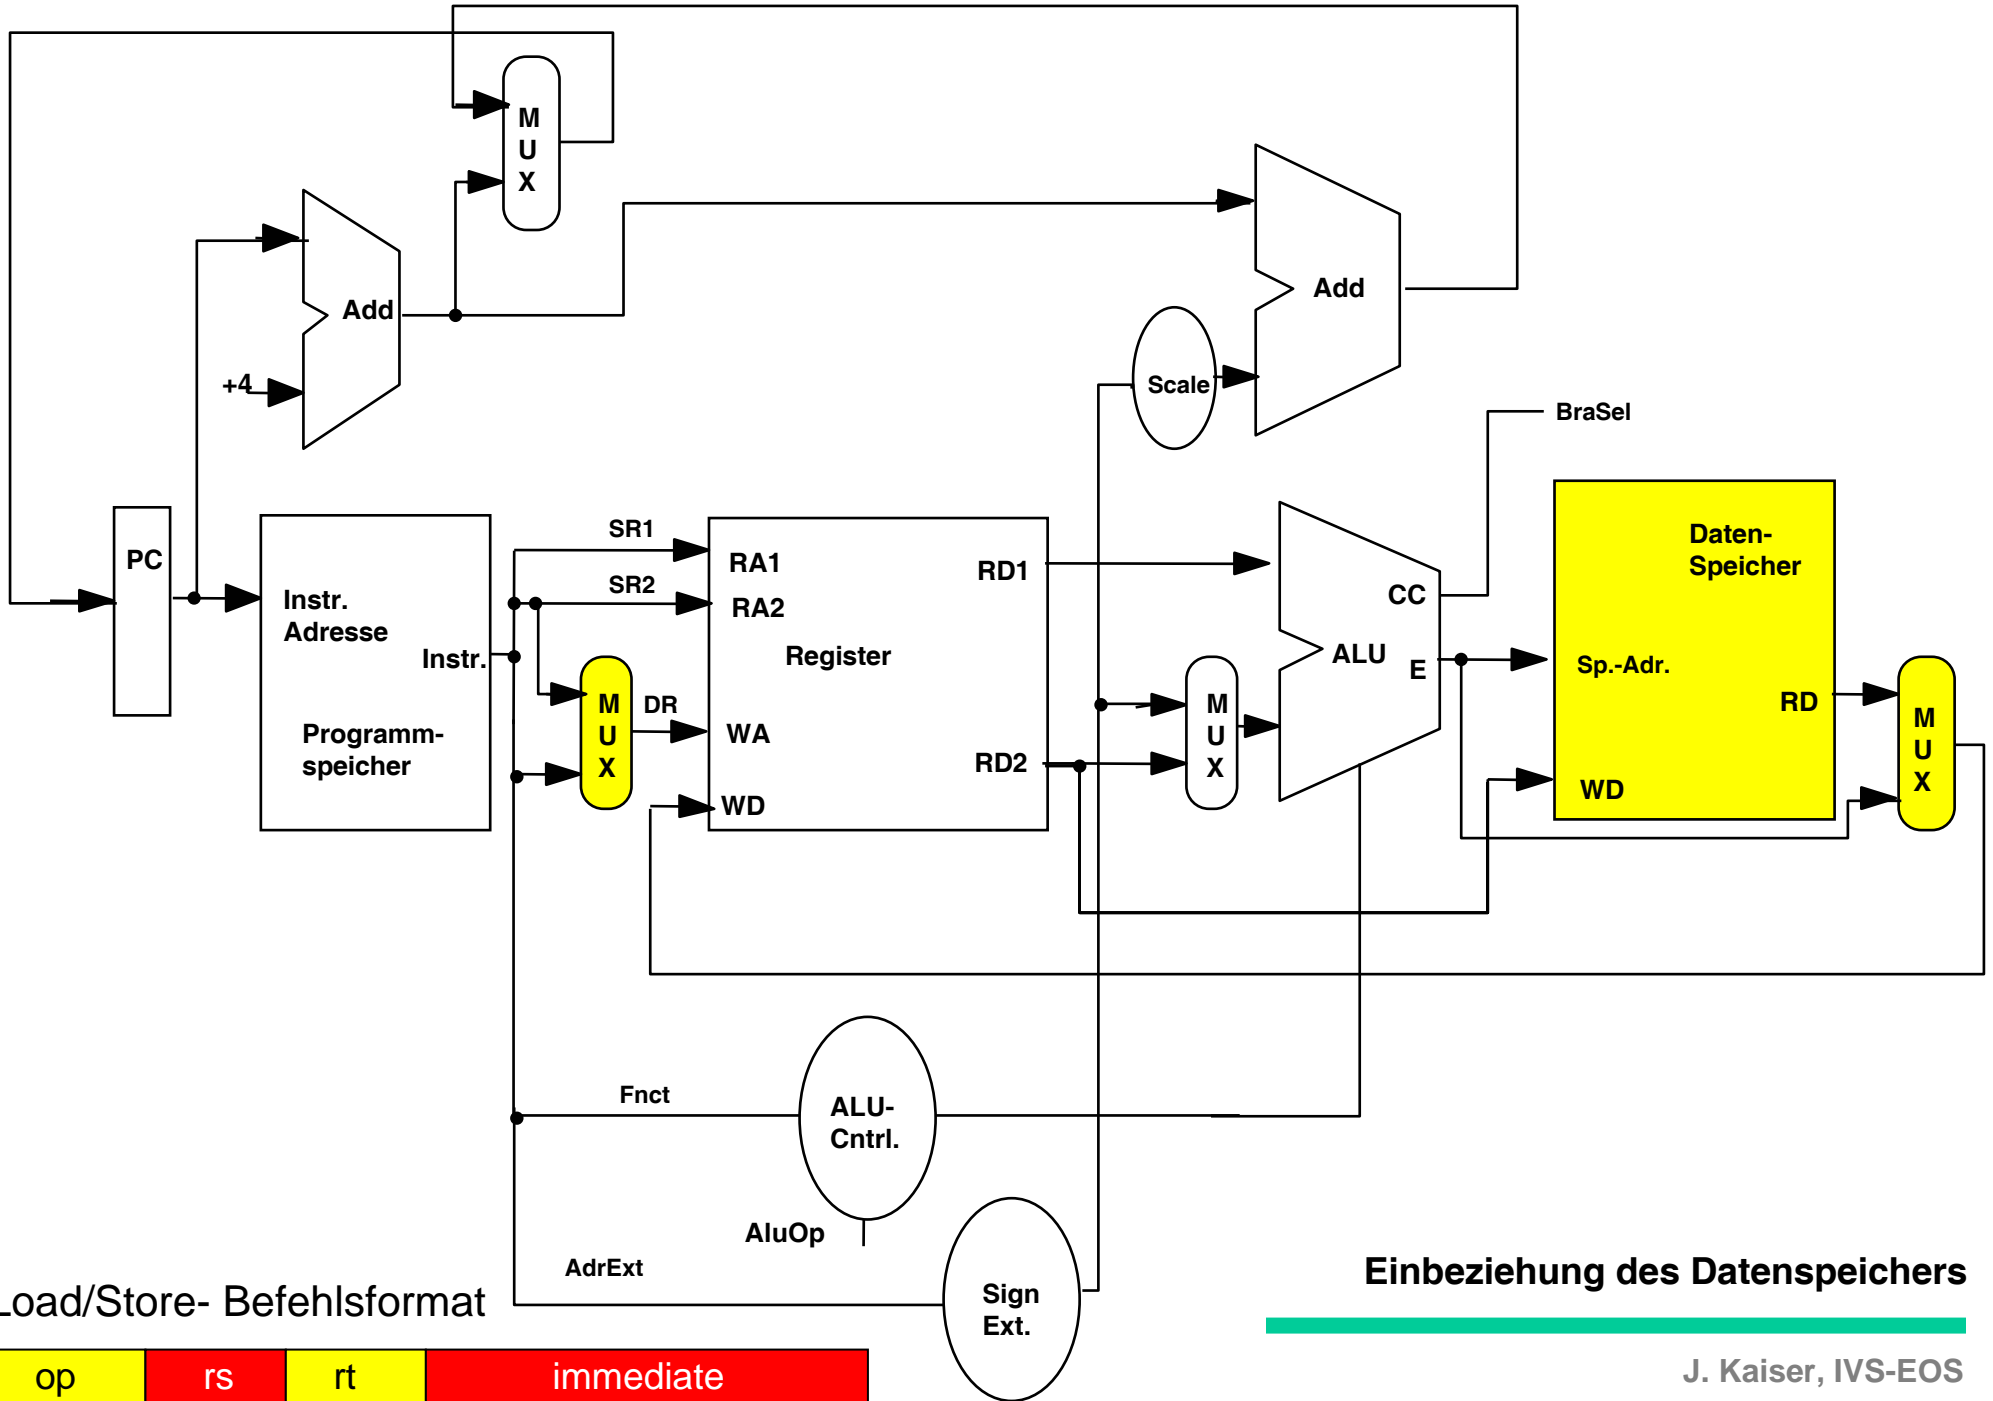 M
U
X
Add
+4
Add
Scale
BraSel
PC
Instr.
Adresse
Instr.
Programm-
speicher
SR1
SR2
M
U
X
DR
RA1
RA2
WA
WD
Register
RD1
RD2
M
U
X
CC
ALU
E
Daten-
Speicher
Sp.-Adr.
RD
WD
M
U
X
Fnct
ALU-
Cntrl.
AluOp
AdrExt
Sign
Ext.
Einbeziehung des Datenspeichers
Load/Store- Befehlsformat
op rs rt immediate
J. Kaiser, IVS-EOS